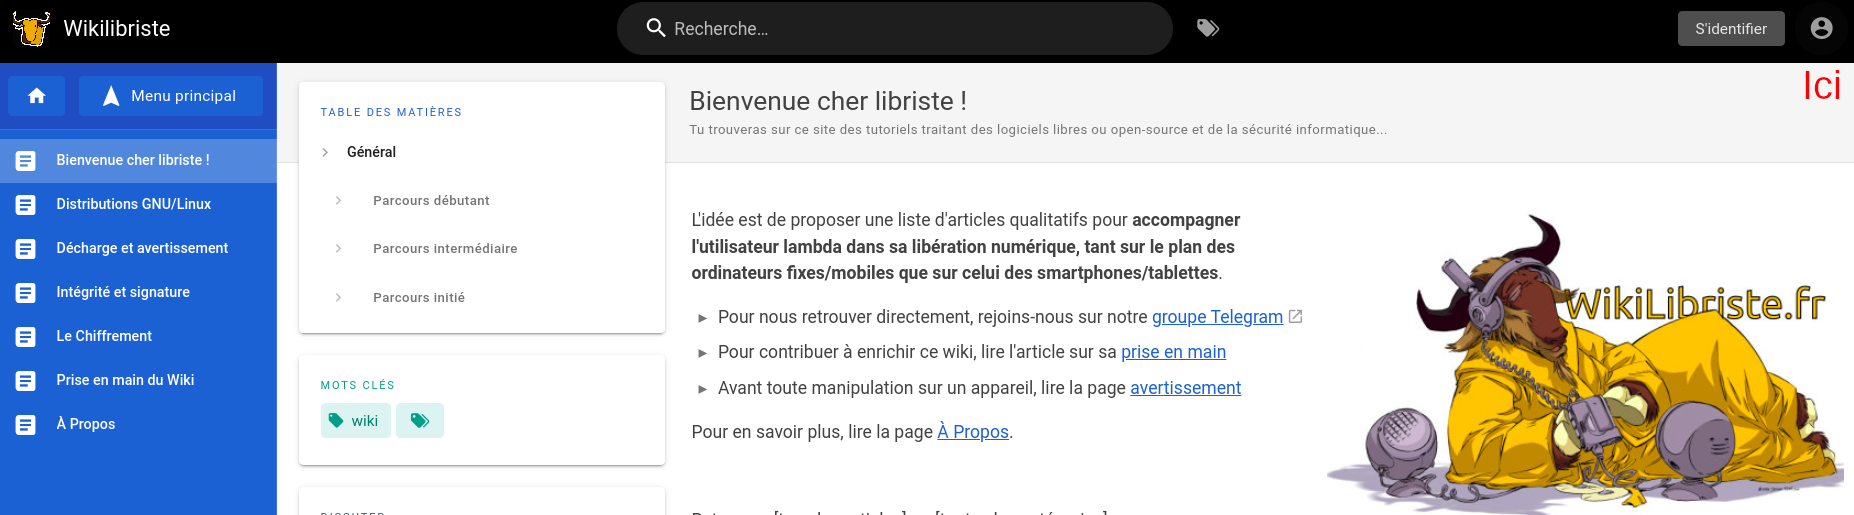 Wikilibriste
Recherche…
S'identifier
Menu principal
Bienvenue cher libriste !
Distributions GNU/Linux
Décharge et avertissement
Intégrité et signature
Le Chiffrement
Prise en main du Wiki
À Propos
TABLE DES MATIÈRES
Général
Parcours débutant
Parcours intermédiaire
Parcours initié
MOTS CLÉS
wiki
Ici
Bienvenue cher libriste !
Tu trouveras sur ce site des tutoriels traitant des logiciels libres ou open-source et de la sécurité informatique...
L'idée est de proposer une liste d'articles qualitatifs pour accompagner
l'utilisateur lambda dans sa libération numérique, tant sur le plan des
ordinateurs fixes/mobiles que sur celui des smartphones/tablettes.
Pour nous retrouver directement, rejoins-nous sur notre groupe Telegram
Pour contribuer à enrichir ce wiki, lire l'article sur sa prise en main
Avant toute manipulation sur un appareil, lire la page avertissement
Pour en savoir plus, lire la page À Propos.
WikiLibriste.fr